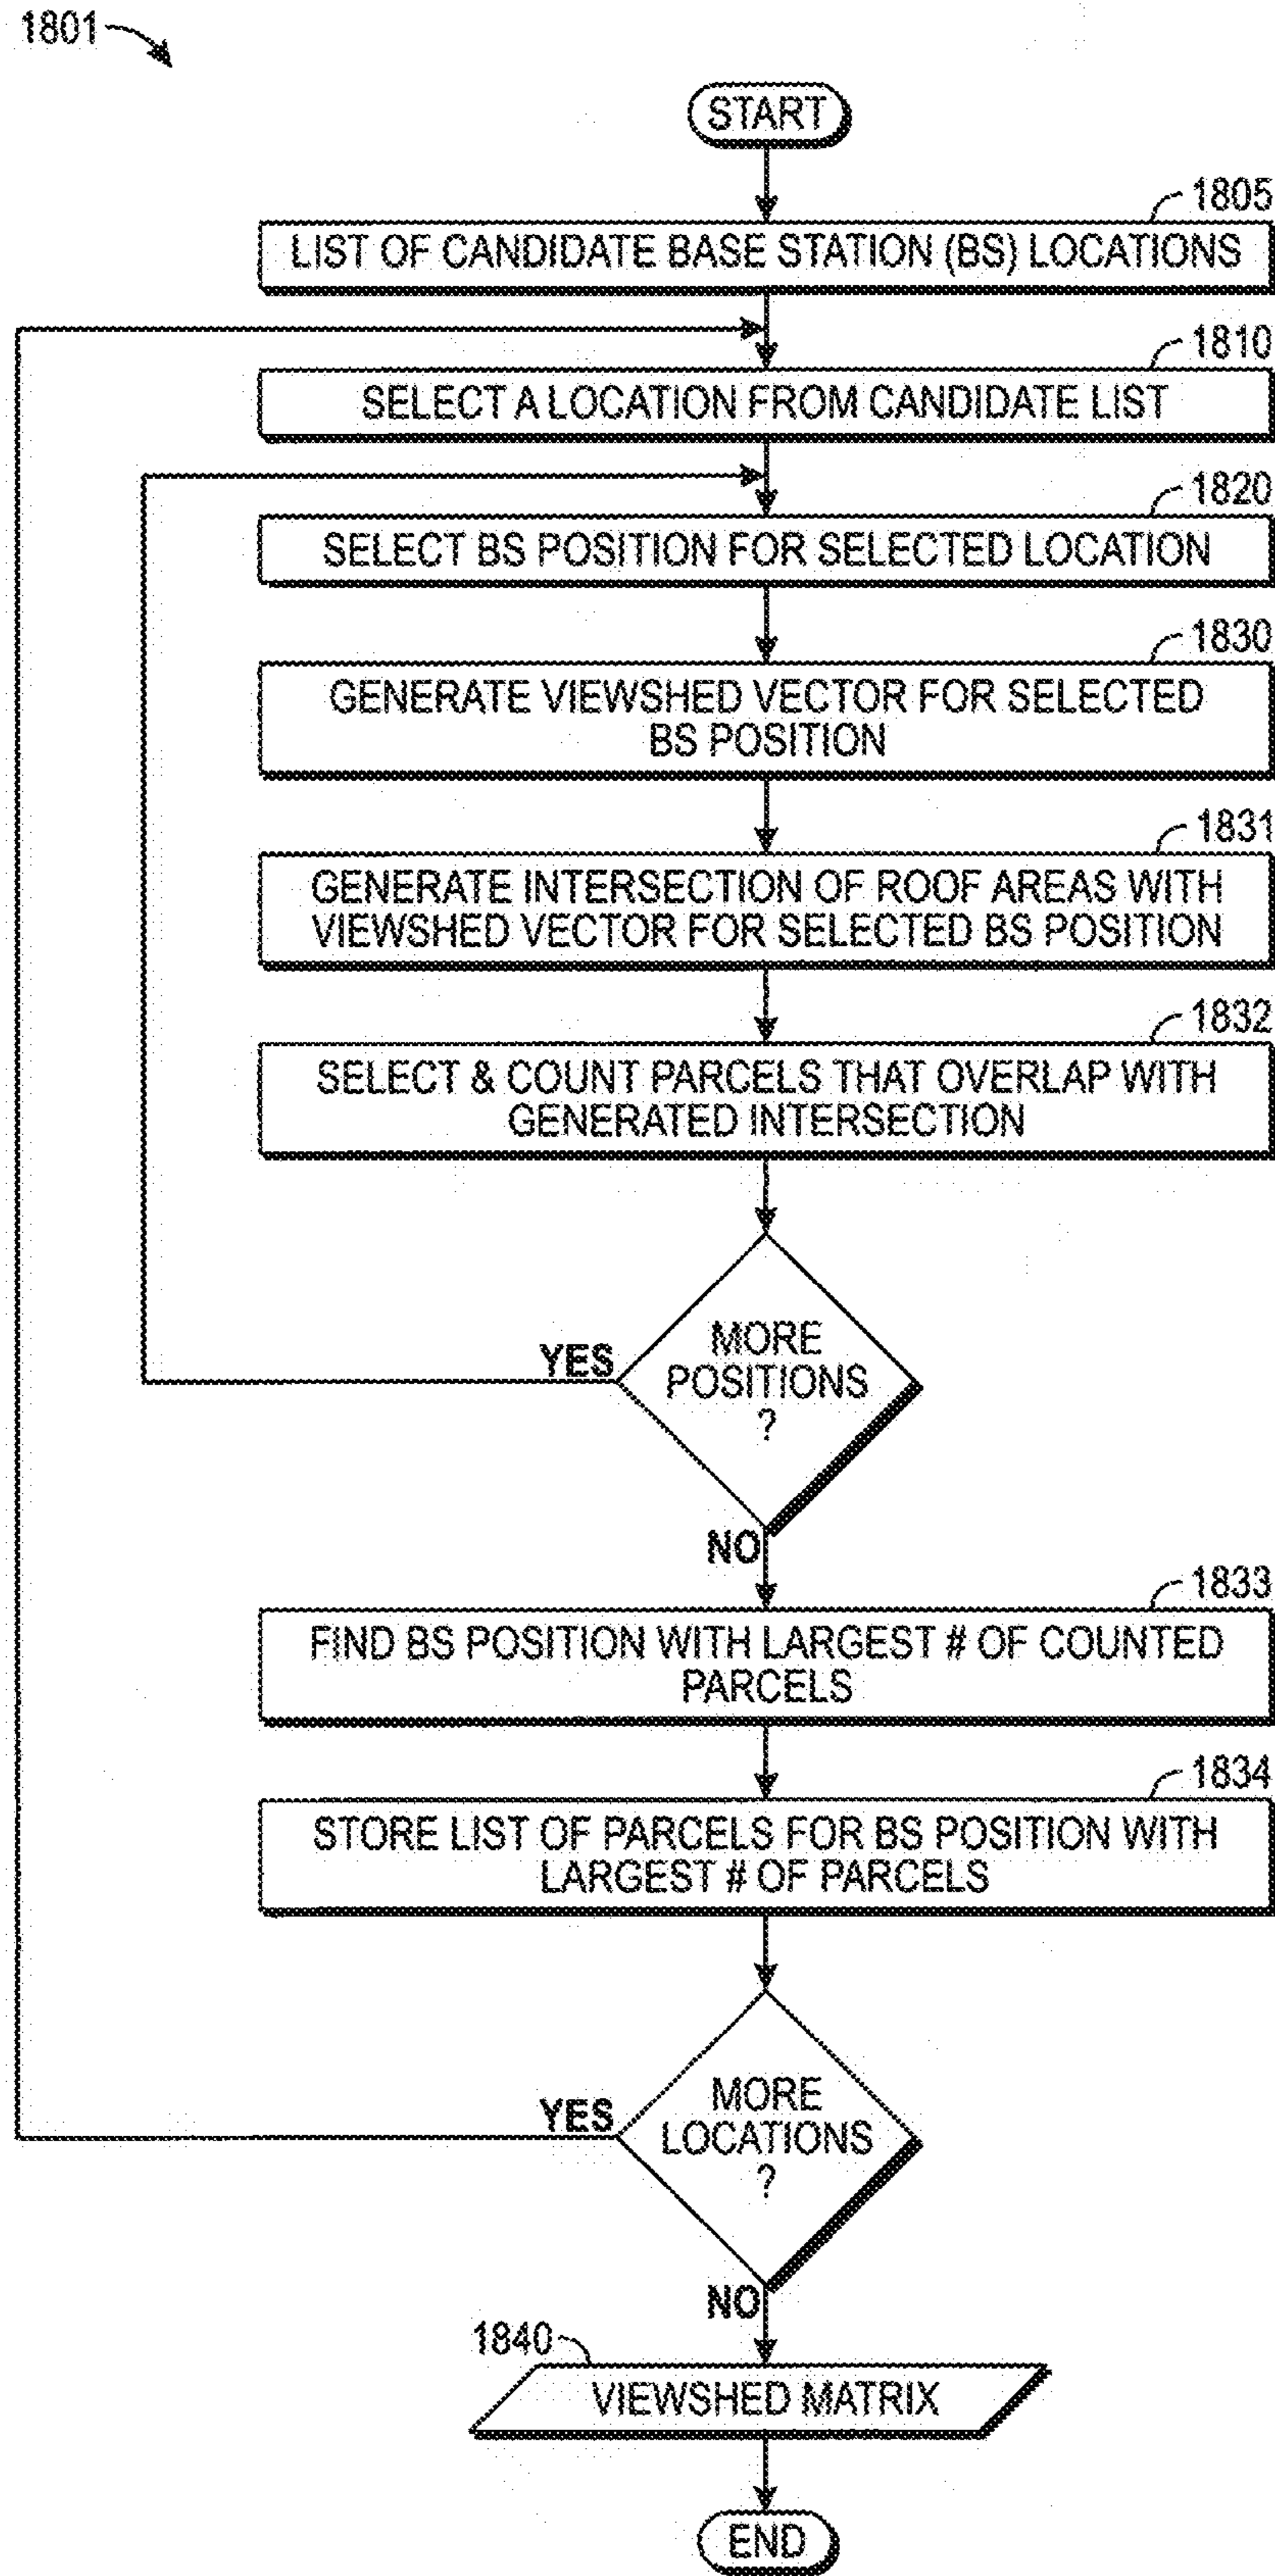 1801
START
1805
LIST OF CANDIDATE BASE STATION (BS) LOCATIONS
1810
SELECT A LOCATION FROM CANDIDATE LIST
1820
SELECT BS POSITION FOR SELECTED LOCATION
1830
GENERATE VIEWSHED VECTOR FOR SELECTED
BS POSITION
1831
GENERATE INTERSECTION OF ROOF AREAS WITH
VIEWSHED VECTOR FOR SELECTED BS POSITION
1832
SELECT & COUNT PARCELS THAT OVERLAP WITH
GENERATED INTERSECTION
MORE
POSITIONS
?
YES
NO
1833
FIND BS POSITION WITH LARGEST # OF COUNTED
PARCELS
1834
STORE LIST OF PARCELS FOR BS POSITION WITH
LARGEST # OF PARCELS
MORE
LOCATIONS
?
YES
NO
1840
VIEWSHED MATRIX
END